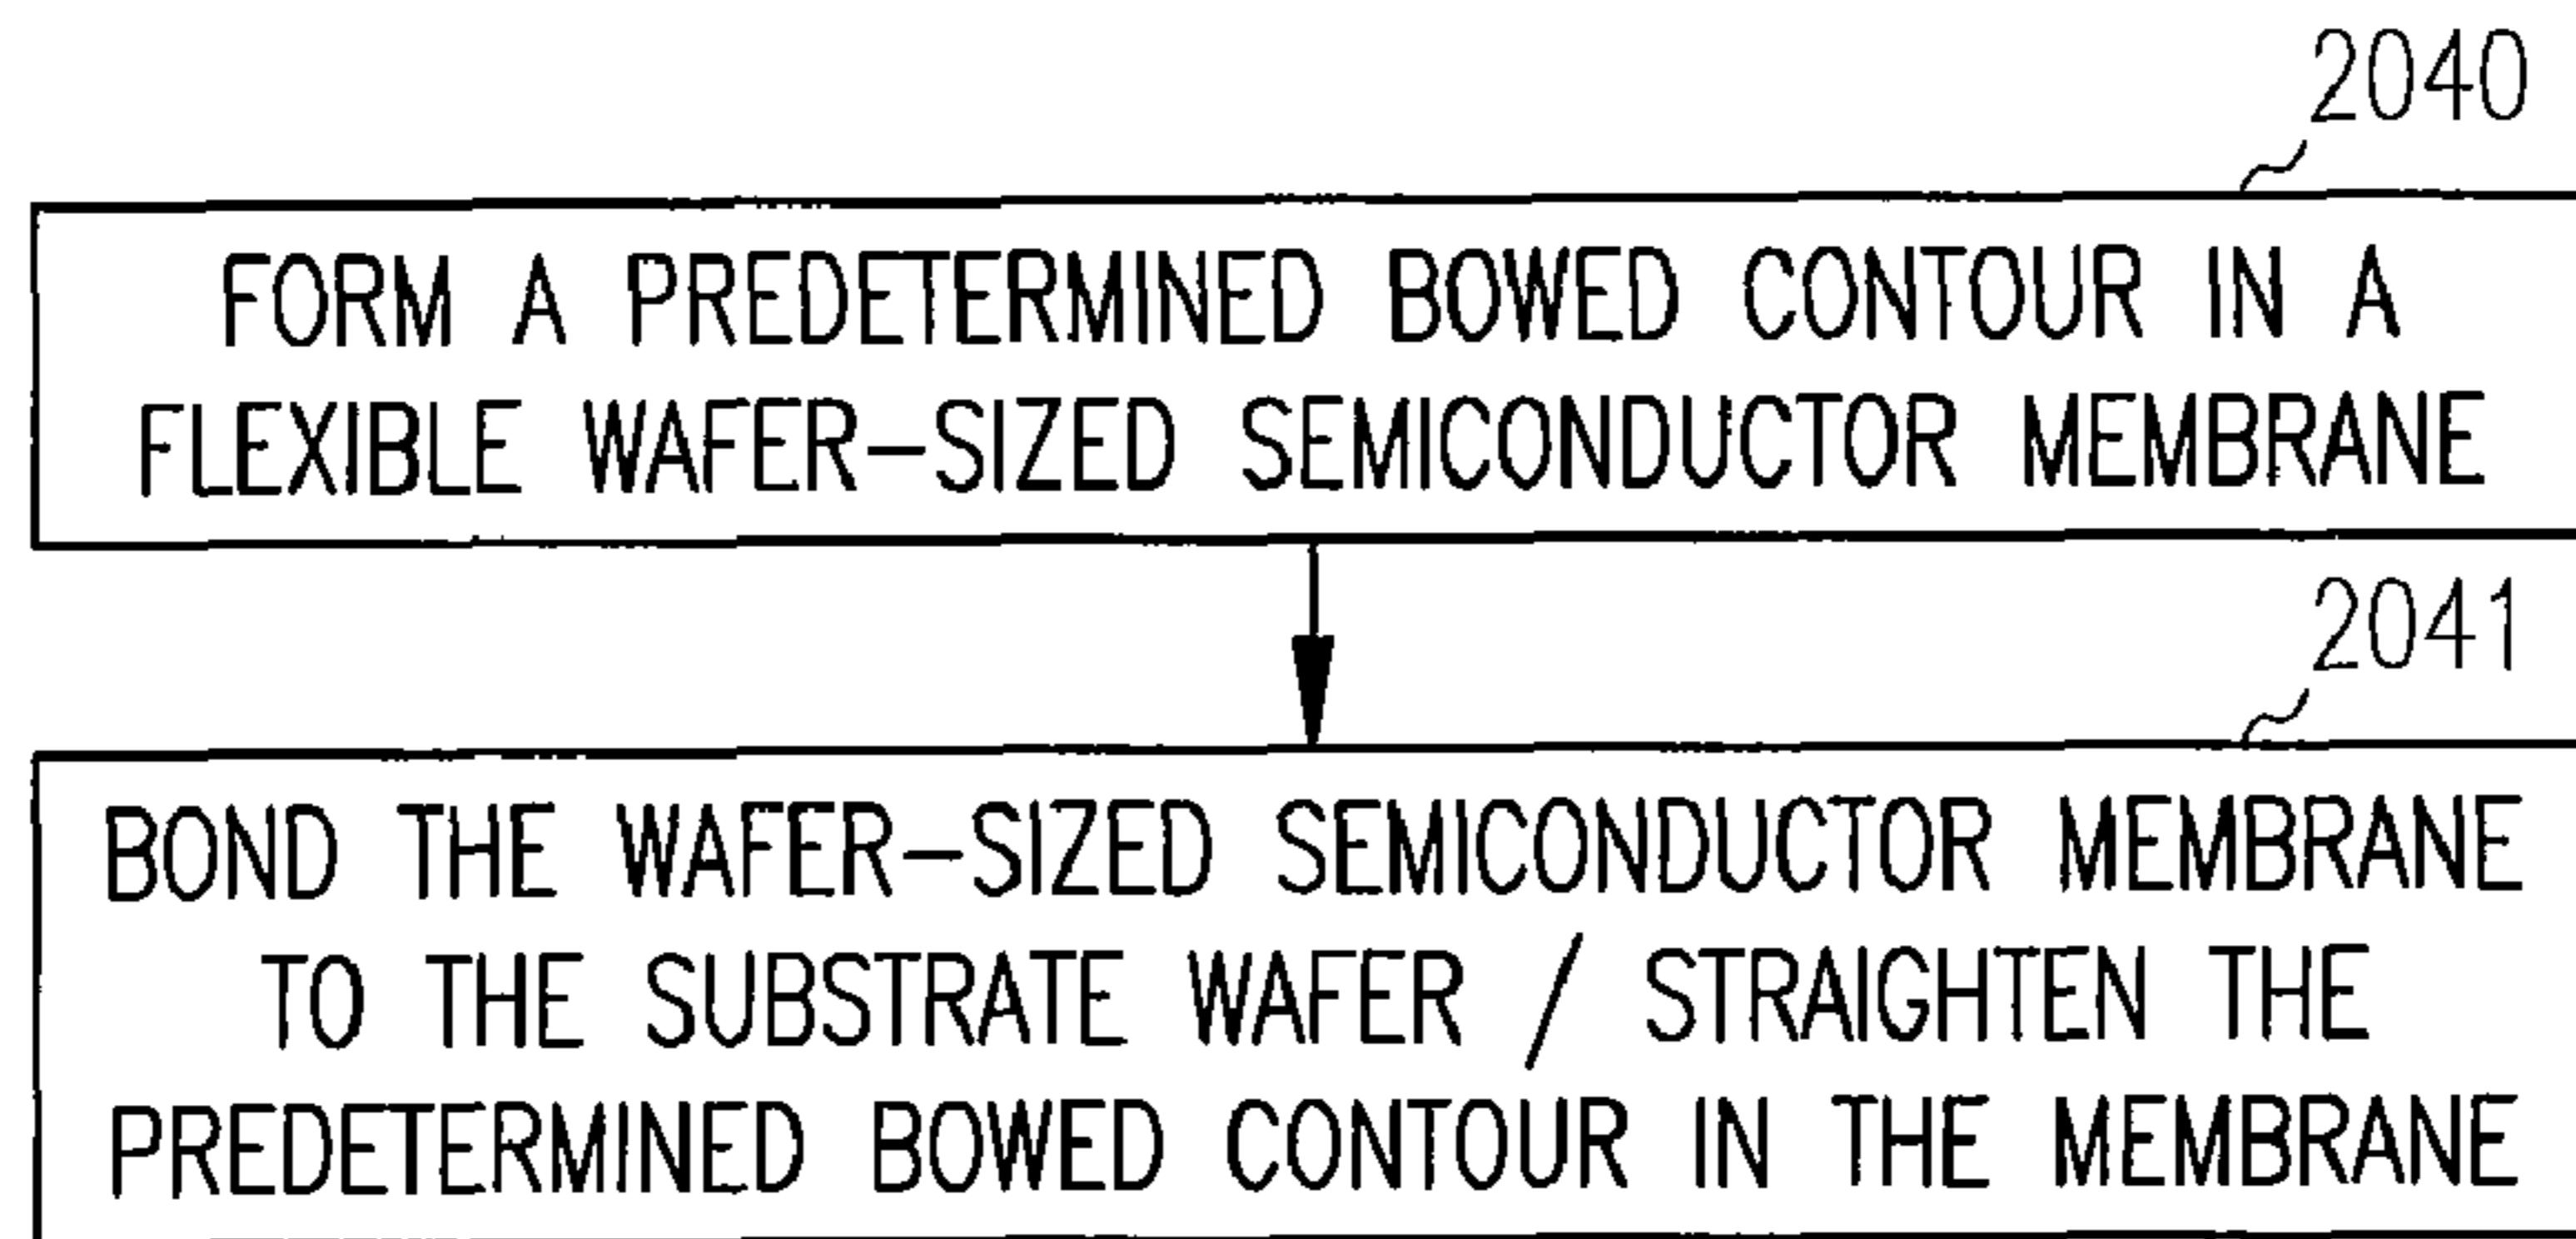 2040
FORM A PREDETERMINED BOWED CONTOUR IN A
FLEXIBLE WAFER-SIZED SEMICONDUCTOR MEMBRANE
2041
BOND THE WAFER-SIZED SEMICONDUCTOR MEMBRANE
TO THE SUBSTRATE WAFER / STRAIGHTEN THE
PREDETERMINED BOWED CONTOUR IN THE MEMBRANE